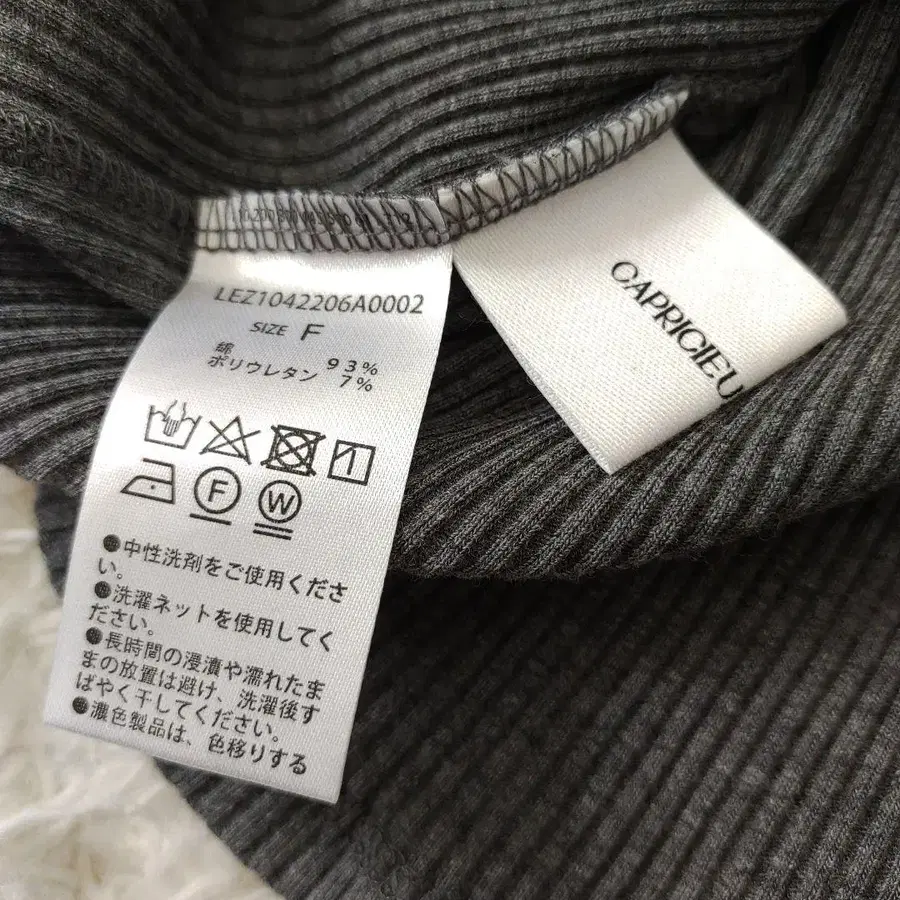 LEZ1042206A0002
SIZE F
綿 93%
ポリウレタン 7%
F W
●中性洗剤をご使用くださ
い。
●洗濯ネットを使用してく
ださい。
●長時間の浸漬や濡れたま
まの放置は避け、洗濯後す
ばやく干してください。
●濃色製品は、色移りする
CAPRICIEU